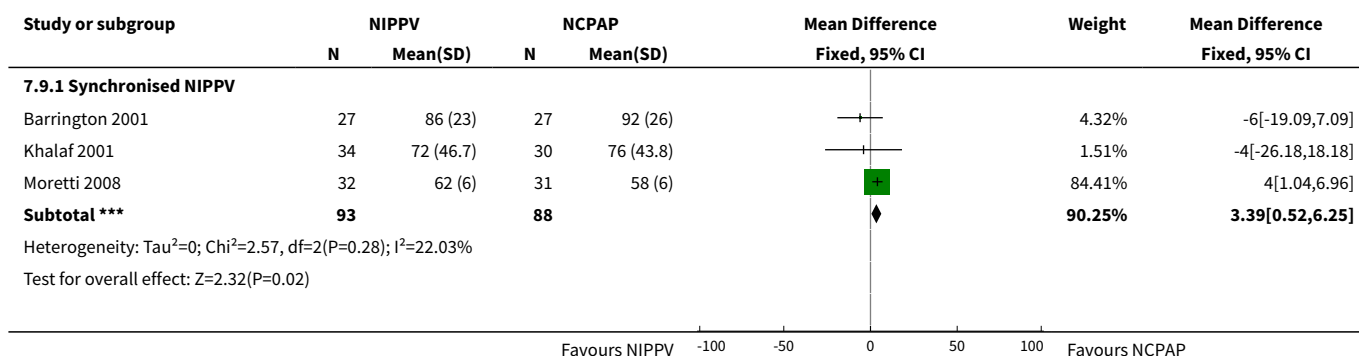 Study or subgroup NIPPV NCPAP Mean Difference Weight Mean Difference
N Mean(SD) N Mean(SD) Fixed, 95% CI Fixed, 95% CI
7.9.1 Synchronised NIPPV
Barrington 2001 27 86 (23) 27 92 (26) 4.32% -6[-19.09,7.09]
Khalaf 2001 34 72 (46.7) 30 76 (43.8) 1.51% -4[-26.18,18.18]
Moretti 2008 32 62 (6) 31 58 (6) 84.41% 4[1.04,6.96]
Subtotal *** 93 88 90.25% 3.39[0.52,6.25]
Heterogeneity: Tau²=0; Chi²=2.57, df=2(P=0.28); I²=22.03%
Test for overall effect: Z=2.32(P=0.02)
Favours NIPPV -100 -50 0 50 100 Favours NCPAP